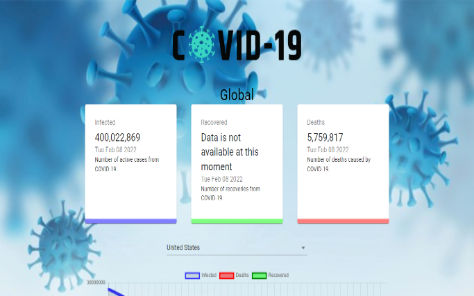 COVID-19
Global
Infected
400,022,869
Tue Feb 08 2022
Number of active cases from
COVID-19.
Recovered
Data is not
available at this
moment
Tue Feb 08 2022
Number of recoveries from
COVID-19.
Deaths
5,759,817
Tue Feb 08 2022
Number of deaths caused by
COVID-19.
United States
Infected Deaths Recovered